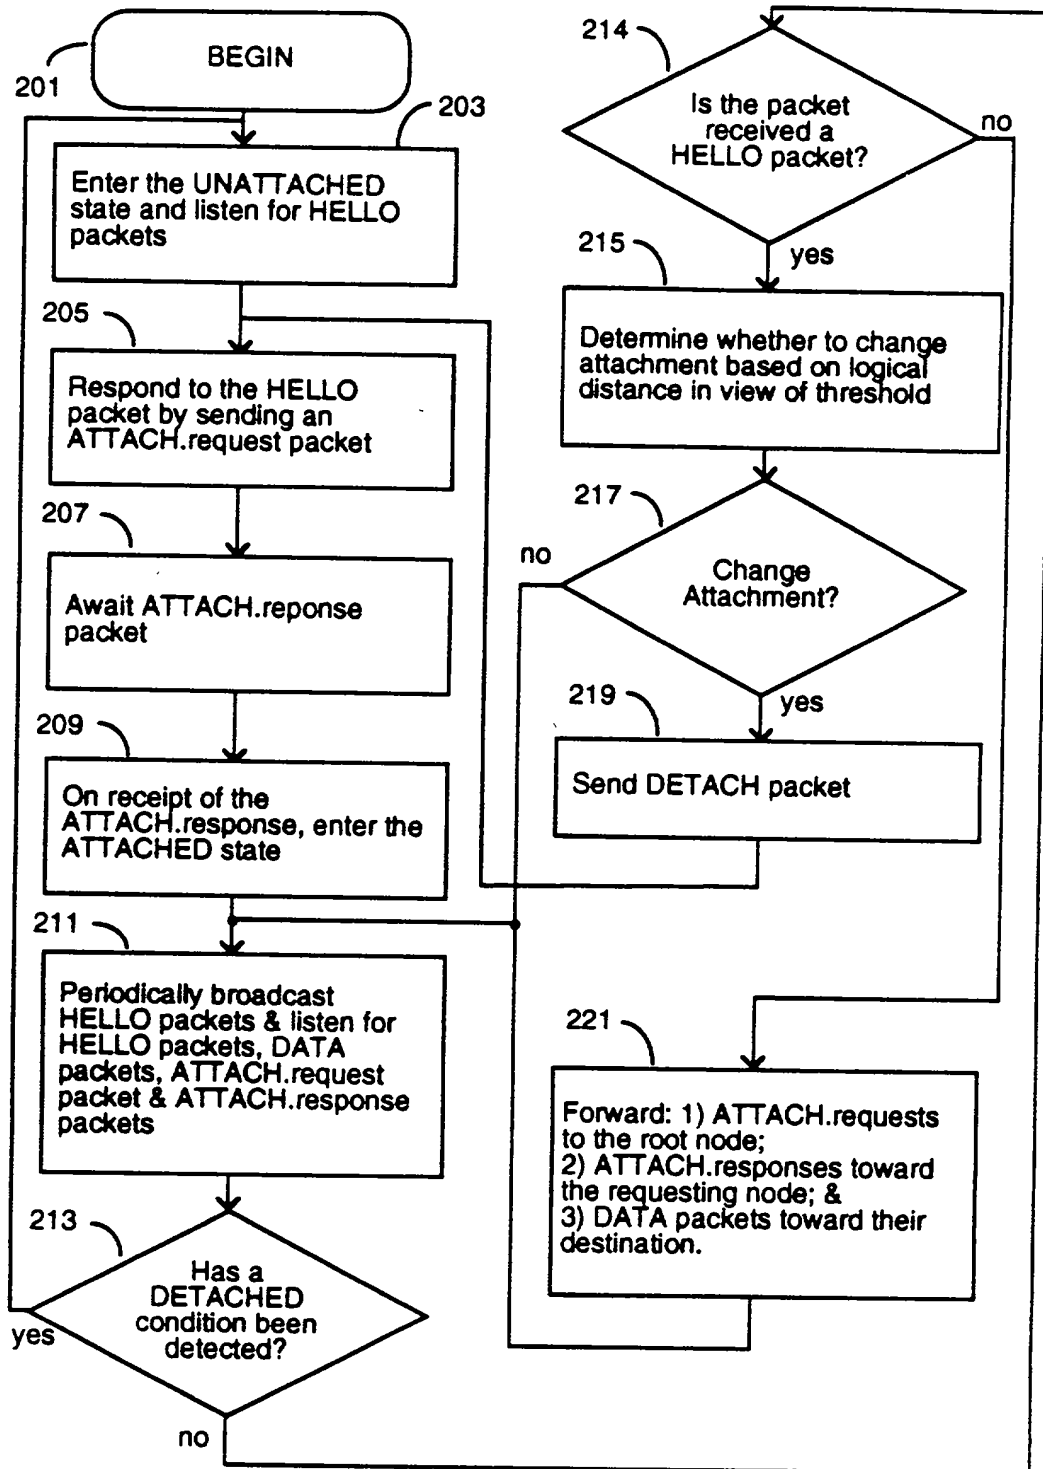 BEGIN
201
203
Enter the UNATTACHED
state and listen for HELLO
packets
205
Respond to the HELLO
packet by sending an
ATTACH.request packet
207
Await ATTACH.reponse
packet
209
On receipt of the
ATTACH.response, enter the
ATTACHED state
211
Periodically broadcast
HELLO packets & listen for
HELLO packets, DATA
packets, ATTACH.request
packet & ATTACH.response
packets
213
Has a
DETACHED
condition been
detected?
yes
no
214
Is the packet
received a
HELLO packet?
no
yes
215
Determine whether to change
attachment based on logical
distance in view of threshold
217
no
Change
Attachment?
yes
219
Send DETACH packet
221
Forward: 1) ATTACH.requests
to the root node;
2) ATTACH.responses toward
the requesting node; &
3) DATA packets toward their
destination.